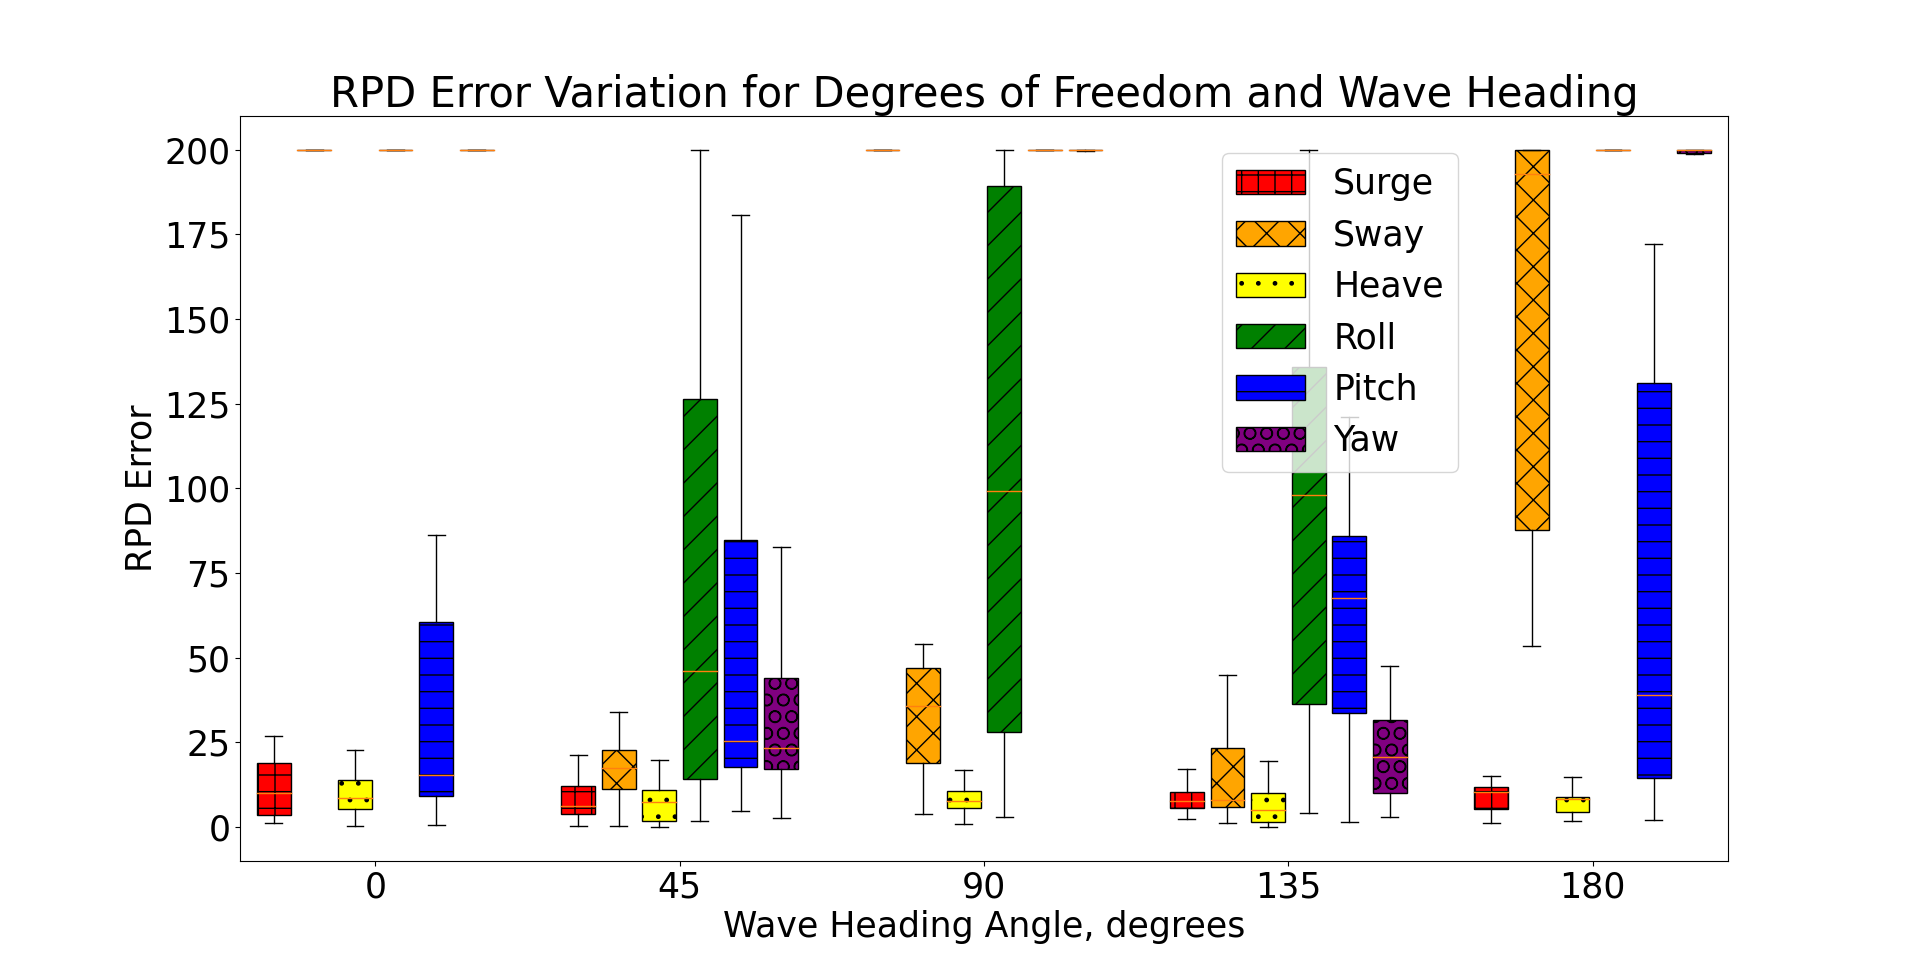 RPD Error Variation for Degrees of Freedom and Wave Heading
RPD Error
200
175
150
125
100
75
50
25
0
Surge
Sway
Heave
Roll
Pitch
Yaw
0 45 90 135 180
Wave Heading Angle, degrees